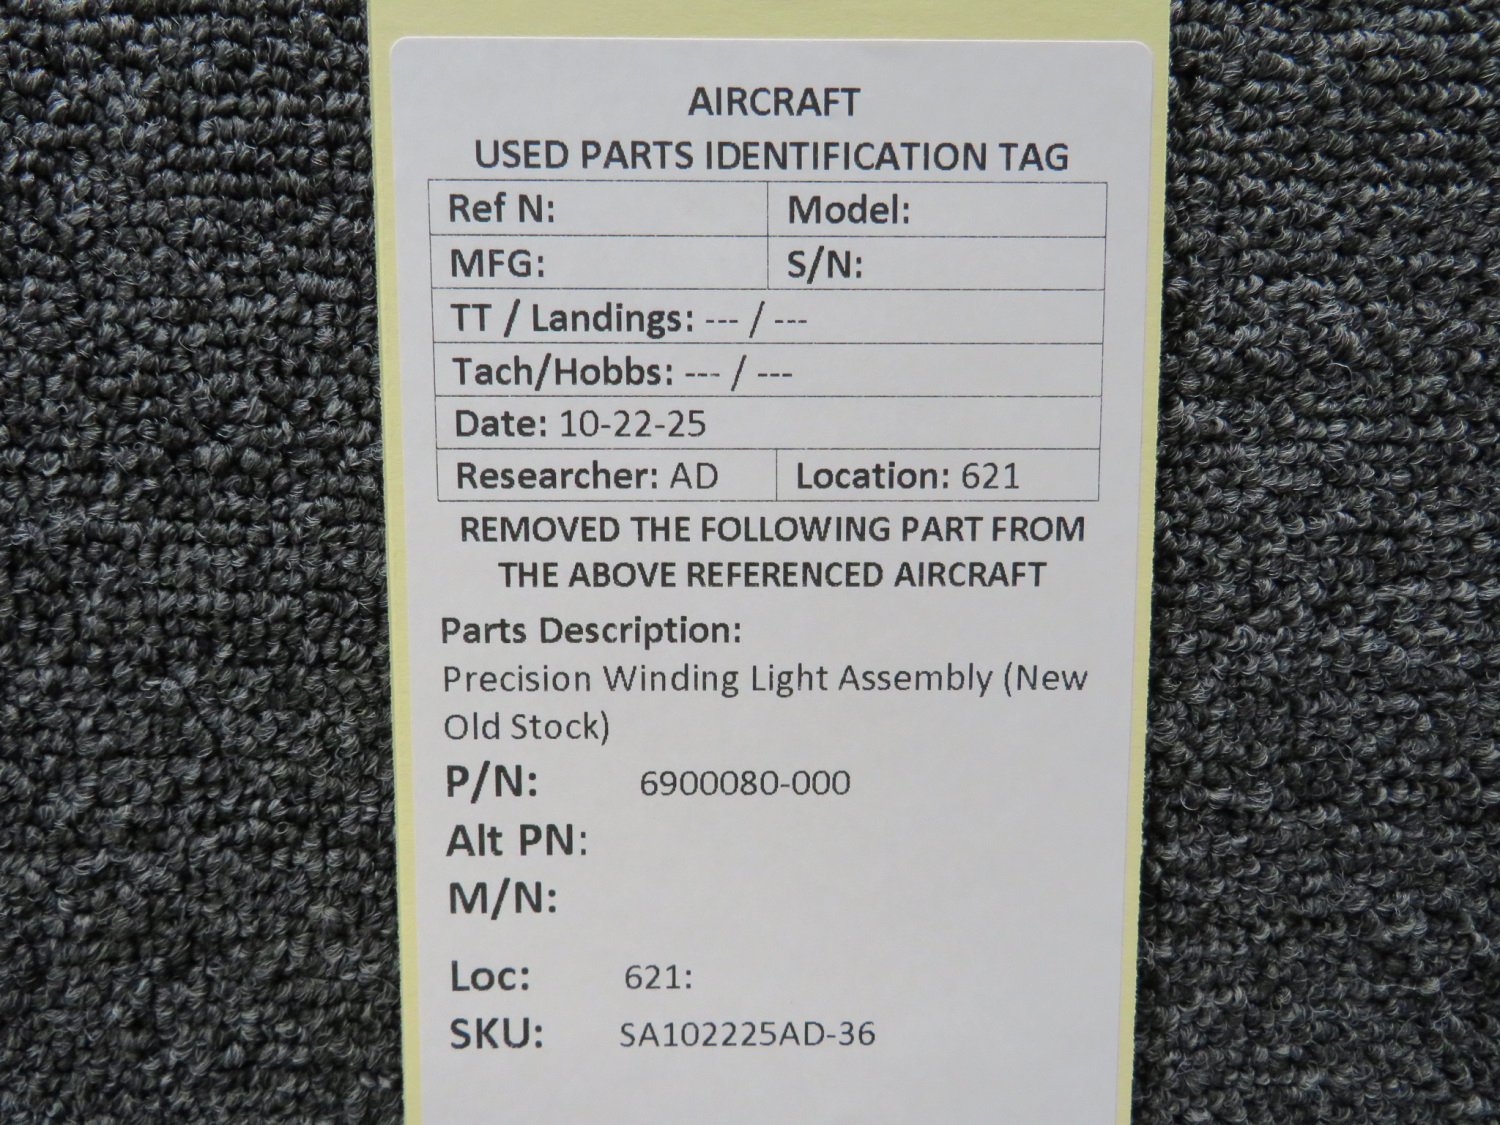 AIRCRAFT
USED PARTS IDENTIFICATION TAG
Ref N: Model:
MFG: S/N:
TT / Landings: --- / ---
Tach/Hobbs: --- / ---
Date: 10-22-25
Researcher: AD Location: 621
REMOVED THE FOLLOWING PART FROM
THE ABOVE REFERENCED AIRCRAFT
Parts Description:
Precision Winding Light Assembly (New
Old Stock)
P/N: 6900080-000
Alt PN:
M/N:
Loc: 621:
SKU: SA102225AD-36